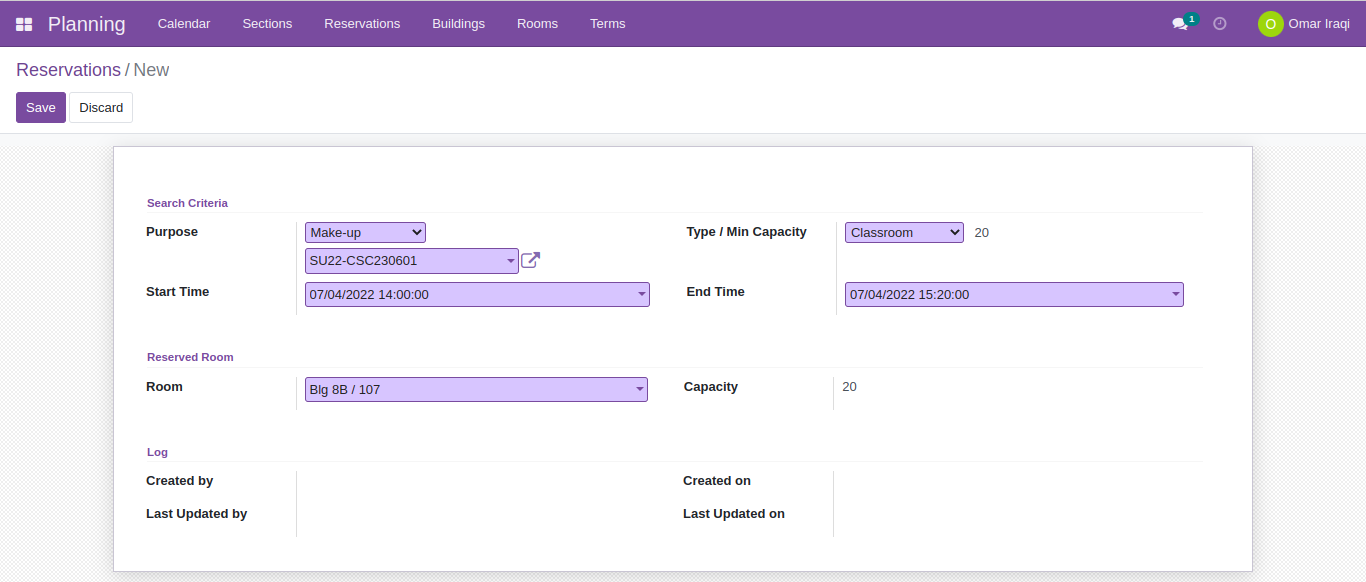 Planning Calendar Sections Reservations Buildings Rooms Terms 1 O Omar Iraqi
Reservations / New
Save Discard
Search Criteria
Purpose Make-up Type / Min Capacity Classroom 20
SU22-CSC230601
Start Time 07/04/2022 14:00:00 End Time 07/04/2022 15:20:00
Reserved Room
Room Blg 8B / 107 Capacity 20
Log
Created by Created on
Last Updated by Last Updated on